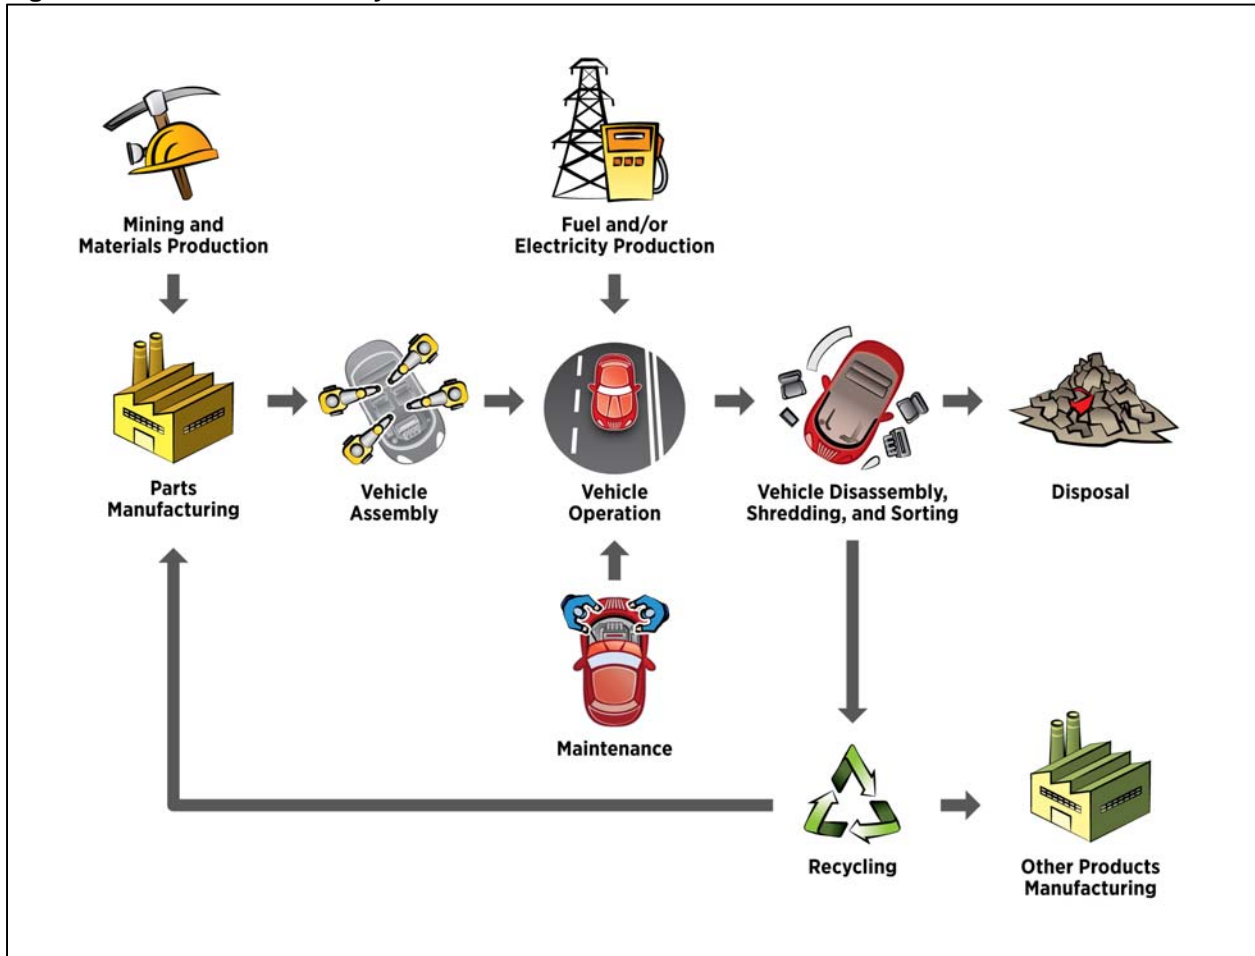 Mining and
Materials Production
Fuel and/or
Electricity Production
Parts
Manufacturing
Vehicle
Assembly
Vehicle
Operation
Vehicle Disassembly,
Shredding, and Sorting
Disposal
Maintenance
Recycling
Other Products
Manufacturing